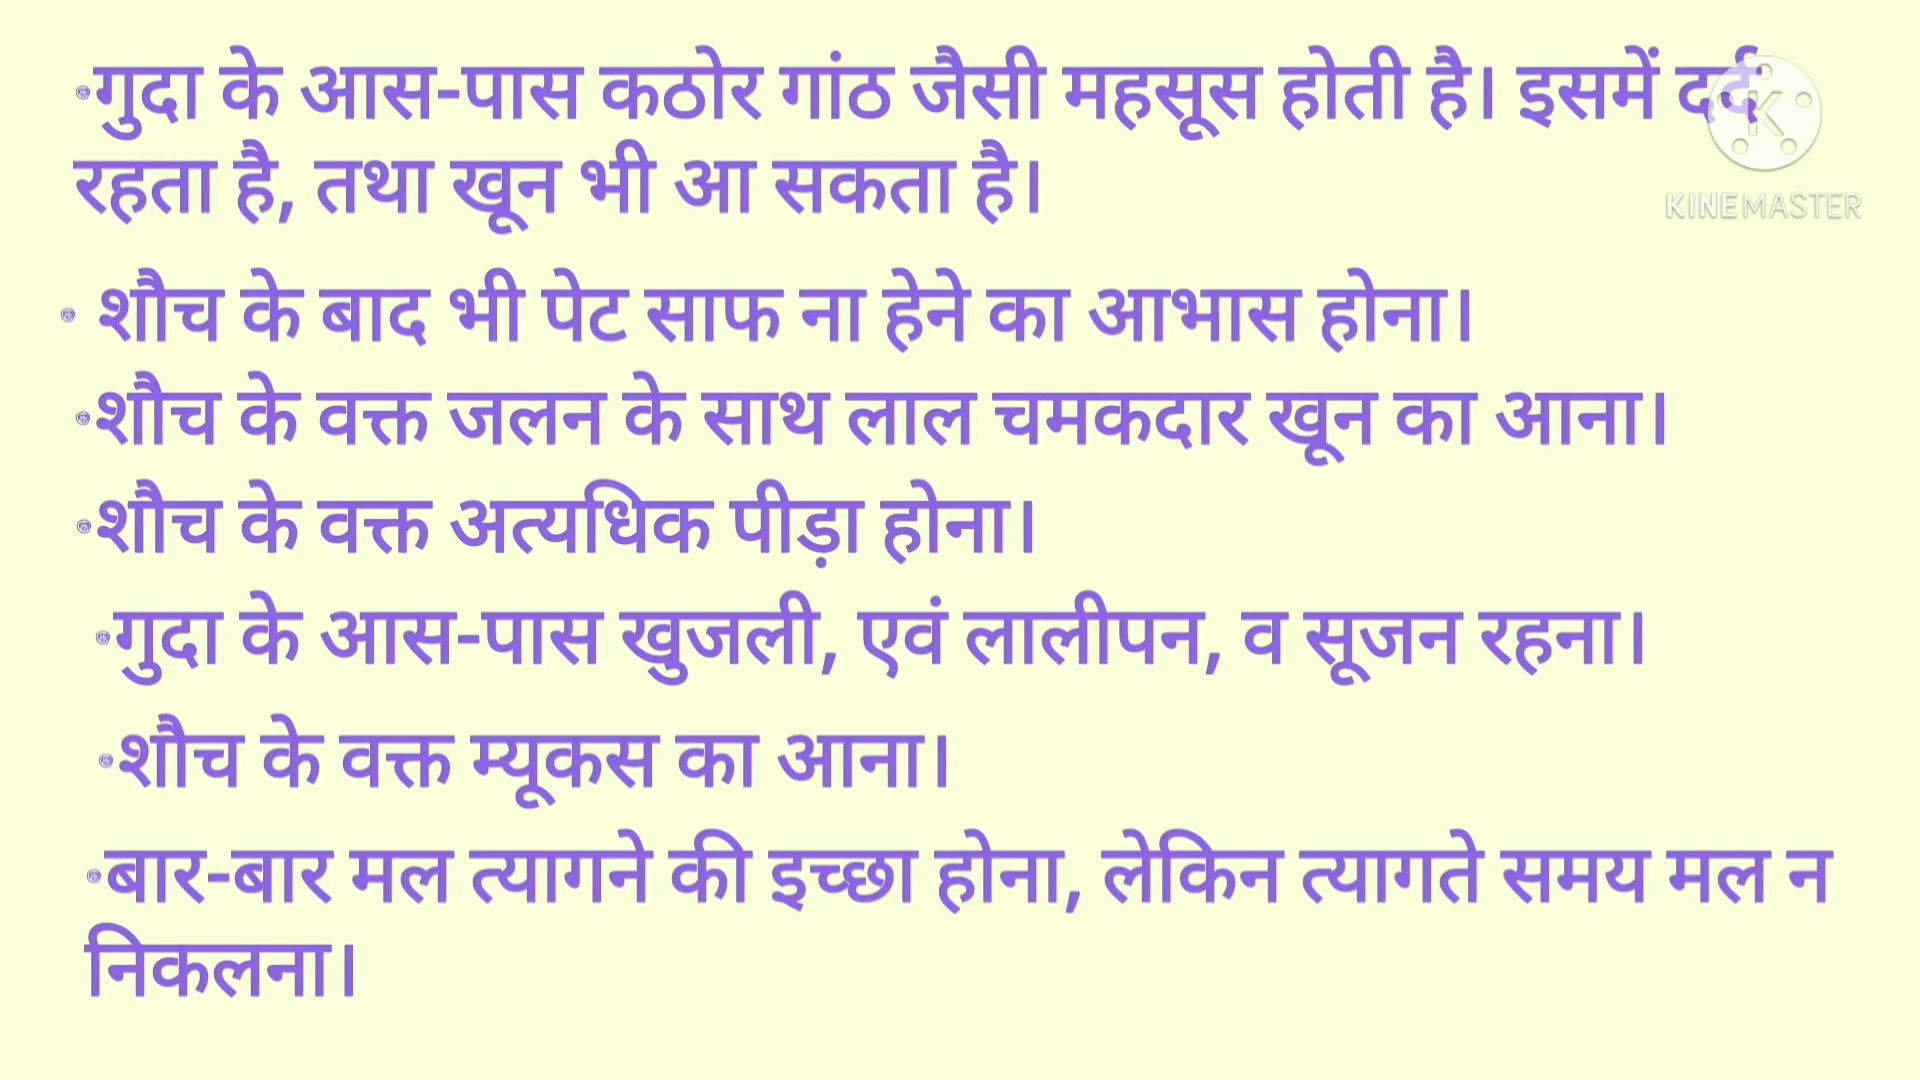 •गुदा के आस-पास कठोर गांठ जैसी महसूस होती है। इसमें दर्द
रहता है, तथा खून भी आ सकता है।
• शौच के बाद भी पेट साफ ना हेने का आभास होना।
•शौच के वक्त जलन के साथ लाल चमकदार खून का आना।
•शौच के वक्त अत्यधिक पीड़ा होना।
•गुदा के आस-पास खुजली, एवं लालीपन, व सूजन रहना।
•शौच के वक्त म्यूकस का आना।
•बार-बार मल त्यागने की इच्छा होना, लेकिन त्यागते समय मल न
निकलना।
K
KINEMASTER